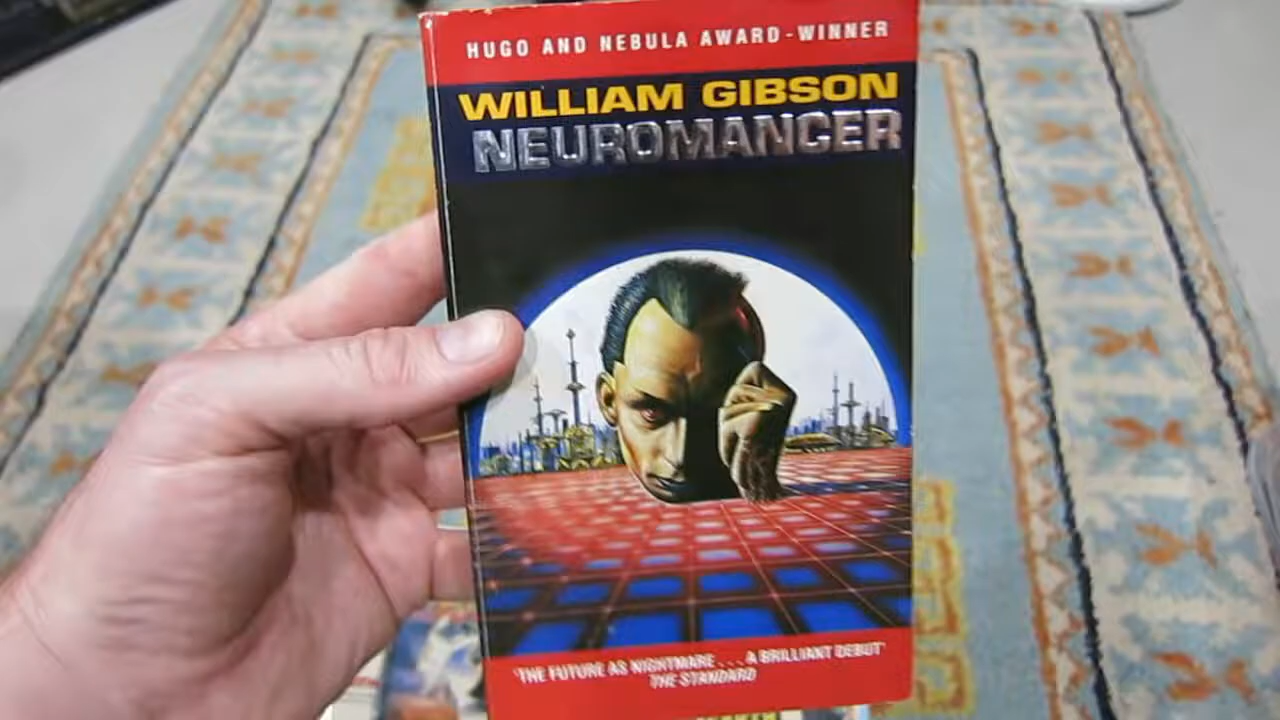 HUGO AND NEBULA AWARD-WINNER
WILLIAM GIBSON
NEUROMANCER
'THE FUTURE AS NIGHTMARE . . . A BRILLIANT DEBUT'
THE STANDARD